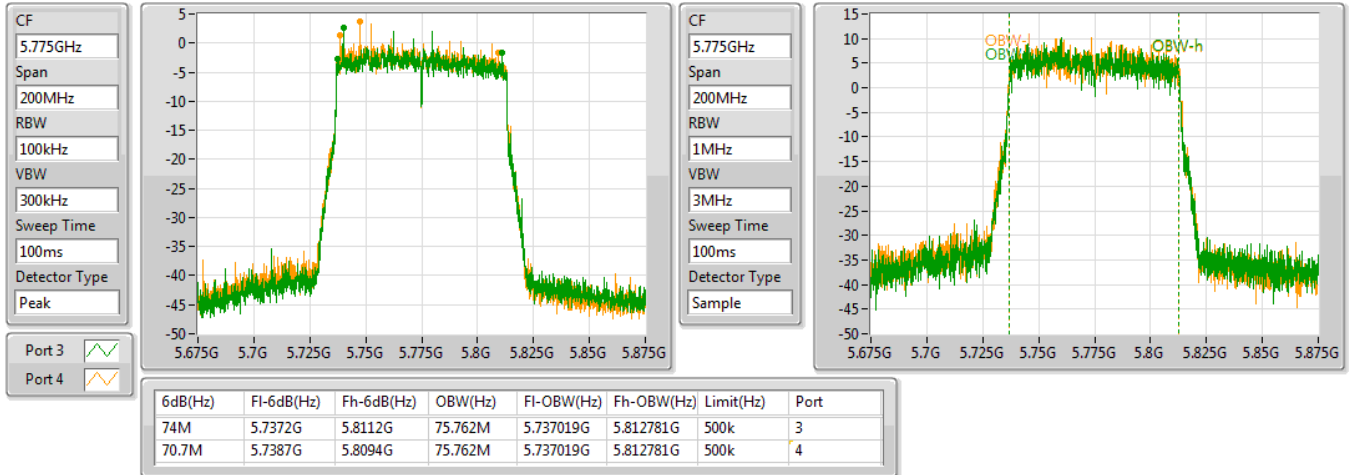 CF
5.775GHz
Span
200MHz
RBW
100kHz
VBW
300kHz
Sweep Time
100ms
Detector Type
Peak
Port 3
Port 4
5
0
-5
-10
-15
-20
-25
-30
-35
-40
-45
-50
5.675G 5.7G 5.725G 5.75G 5.775G 5.8G 5.825G 5.875G
CF
5.775GHz
Span
200MHz
RBW
1MHz
VBW
3MHz
Sweep Time
100ms
Detector Type
Sample
15
10
5
0
-5
-10
-15
-20
-25
-30
-35
-40
-45
-50
OBW-l
OBW
OBW-h
5.675G 5.7G 5.725G 5.75G 5.775G 5.8G 5.825G 5.875G
6dB(Hz) Fl-6dB(Hz) Fh-6dB(Hz) OBW(Hz) Fl-OBW(Hz) Fh-OBW(Hz) Limit(Hz) Port
74M 5.7372G 5.8112G 75.762M 5.737019G 5.812781G 500k 3
70.7M 5.7387G 5.8094G 75.762M 5.737019G 5.812781G 500k 4